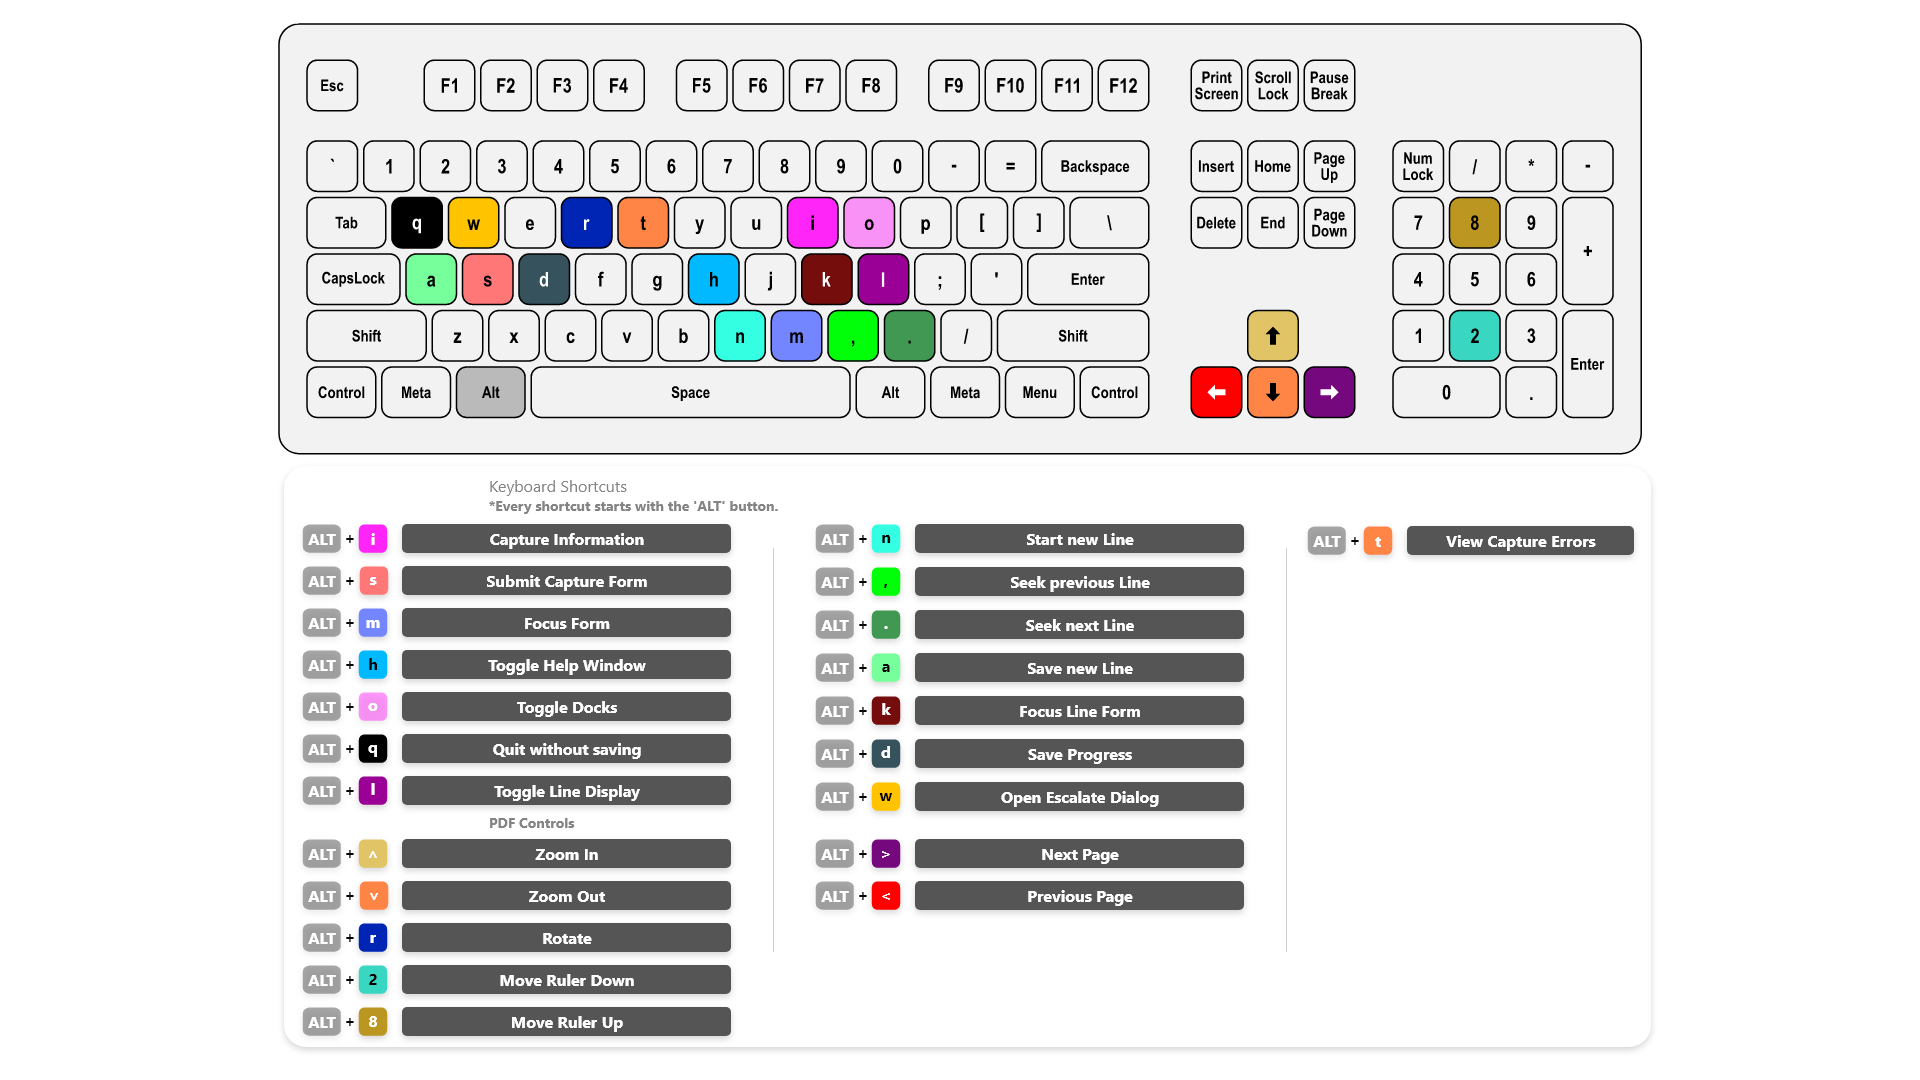 Esc F1 F2 F3 F4 F5 F6 F7 F8 F9 F10 F11 F12 Print Screen Scroll Lock Pause Break
` 1 2 3 4 5 6 7 8 9 0 - = Backspace Insert Home Page Up Num Lock / * -
Tab q w e r t y u i o p [ ] \ Delete End Page Down 7 8 9 +
CapsLock a s d f g h j k l ; ' Enter 4 5 6
Shift z x c v b n m , . / Shift 1 2 3 Enter
Control Meta Alt Space Alt Meta Menu Control 0 .
Keyboard Shortcuts
*Every shortcut starts with the 'ALT' button.
ALT + i Capture Information
ALT + s Submit Capture Form
ALT + m Focus Form
ALT + h Toggle Help Window
ALT + o Toggle Docks
ALT + q Quit without saving
ALT + l Toggle Line Display
PDF Controls
ALT + ^ Zoom In
ALT + v Zoom Out
ALT + r Rotate
ALT + 2 Move Ruler Down
ALT + 8 Move Ruler Up
ALT + n Start new Line
ALT + , Seek previous Line
ALT + . Seek next Line
ALT + a Save new Line
ALT + k Focus Line Form
ALT + d Save Progress
ALT + w Open Escalate Dialog
ALT + > Next Page
ALT + < Previous Page
ALT + t View Capture Errors